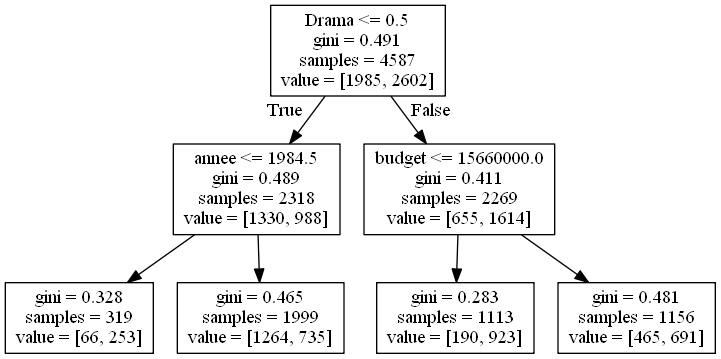 Drama <= 0.5
gini = 0.491
samples = 4587
value = [1985, 2602]
True
False
annee <= 1984.5
gini = 0.489
samples = 2318
value = [1330, 988]
budget <= 15660000.0
gini = 0.411
samples = 2269
value = [655, 1614]
gini = 0.328
samples = 319
value = [66, 253]
gini = 0.465
samples = 1999
value = [1264, 735]
gini = 0.283
samples = 1113
value = [190, 923]
gini = 0.481
samples = 1156
value = [465, 691]